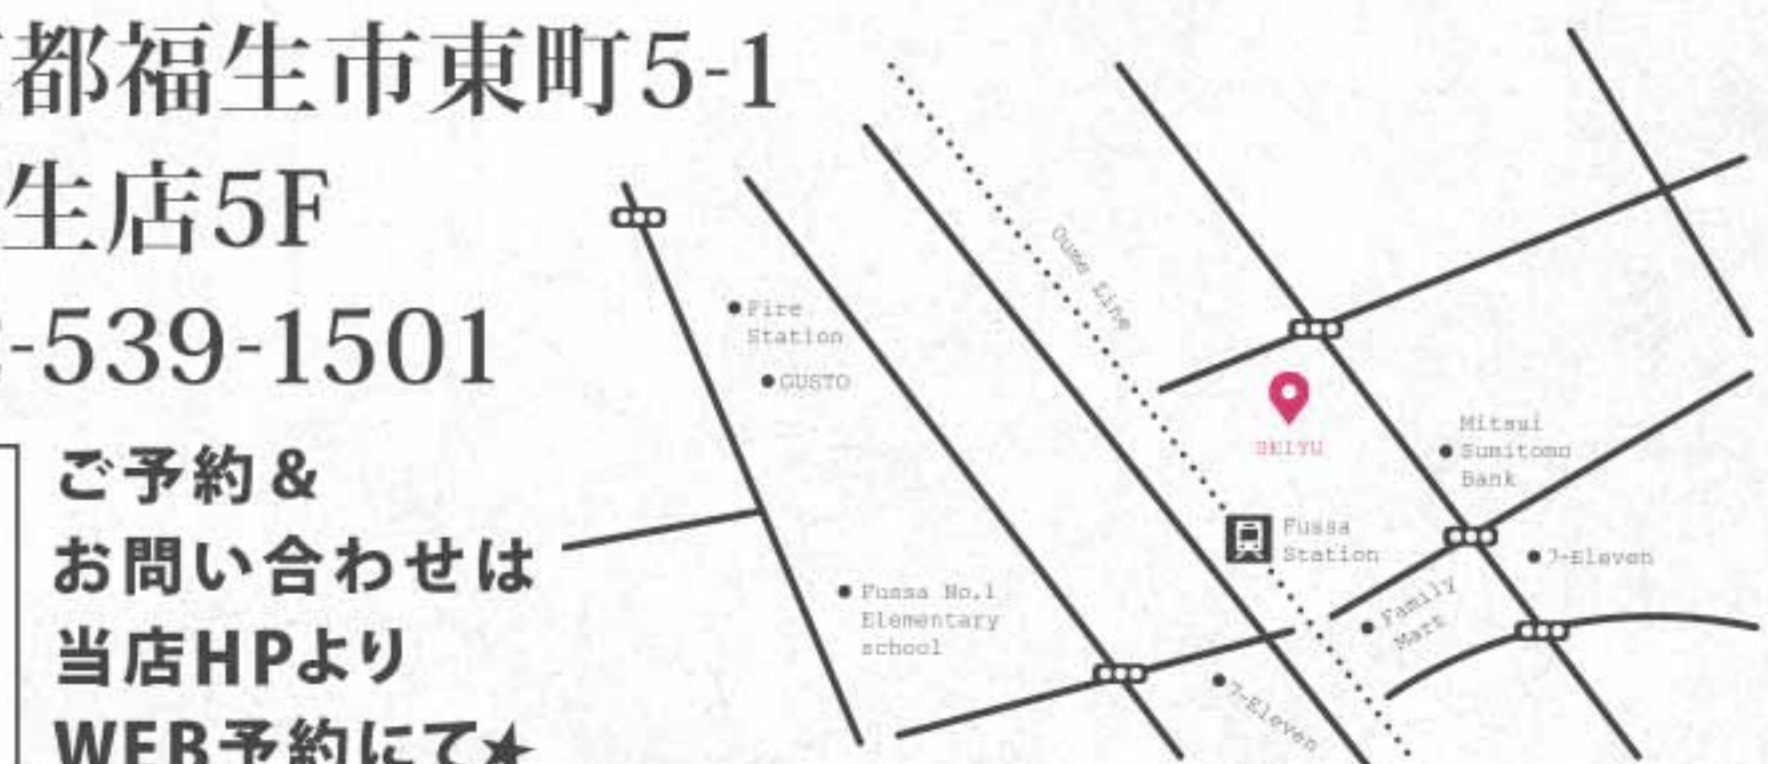 都福生市東町5-1
生店5F
-539-1501
ご予約&
お問い合わせは
当店HPより
WEB予約にて★
Oume Line
Fire
Station
GUSTO
SEIYU
Mitsui
Sumitomo
Bank
Fussa
Station
7-Eleven
Family
Mart
Fussa No.1
Elementary
school
7-Eleven